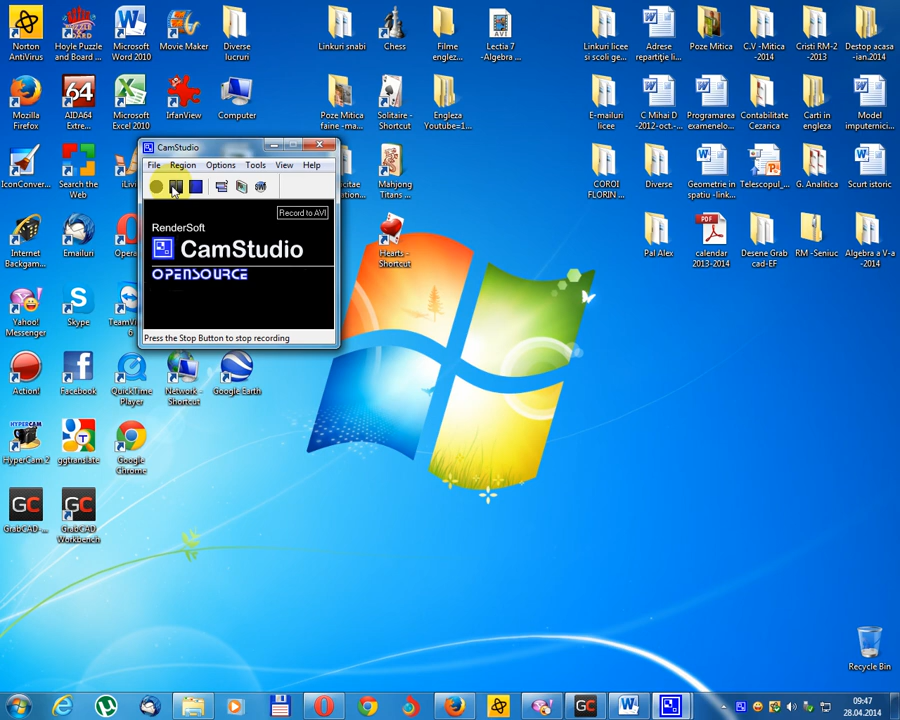 Norton
AntiVirus
Hoyle Puzzle
and Board ...
Microsoft
Word 2010
Movie Maker
Diverse
lucruri
Linkuri snabi
Chess
Filme
englez...
Lectia 7
-Algebra ...
Linkuri licee
si scoli ge...
Adrese
repartiţie li...
Poze Mitica
C.V -Mitica
-2014
Cristi RM-2
-2013
Destop acasa
-ian.2014
Mozilla
Firefox
64
AIDA64
Extre...
Microsoft
Excel 2010
IrfanView
Computer
Poze Mitica
faine -ma...
Solitaire -
Shortcut
Engleza
Youtube=1...
E-mailuri
licee
C Mihai D
-2012-oct.-...
Programarea
examenelo...
Contabilitate
Cezarica
Carti in
engleza
Model
imputernici...
CamStudio
File Region Options Tools View Help
Record to AVI
RenderSoft
CamStudio
OPENSOURCE
Press the Stop Button to stop recording
IconConver...
Search the
Web
Mahjong
Titans ...
COROI
FLORIN ...
Diverse
Geometrie in
spatiu -link...
Telescopul_...
G. Analitica
Scurt istoric
Internet
Backgam...
Emailuri
Hearts -
Shortcut
Pal Alex
PDF
calendar
2013-2014
Desene Grab
cad-EF
RM -Seniuc
Algebra a V-a
-2014
Yahoo!
Messenger
Skype
Action!
Facebook
QuickTime
Player
Network -
Shortcut
Google Earth
HYPERCAM
HyperCam 2
ggtranslate
Google
Chrome
GC
GrabCAD-...
GC
GrabCAD
Workbench
Recycle Bin
GC
09:47
28.04.2014